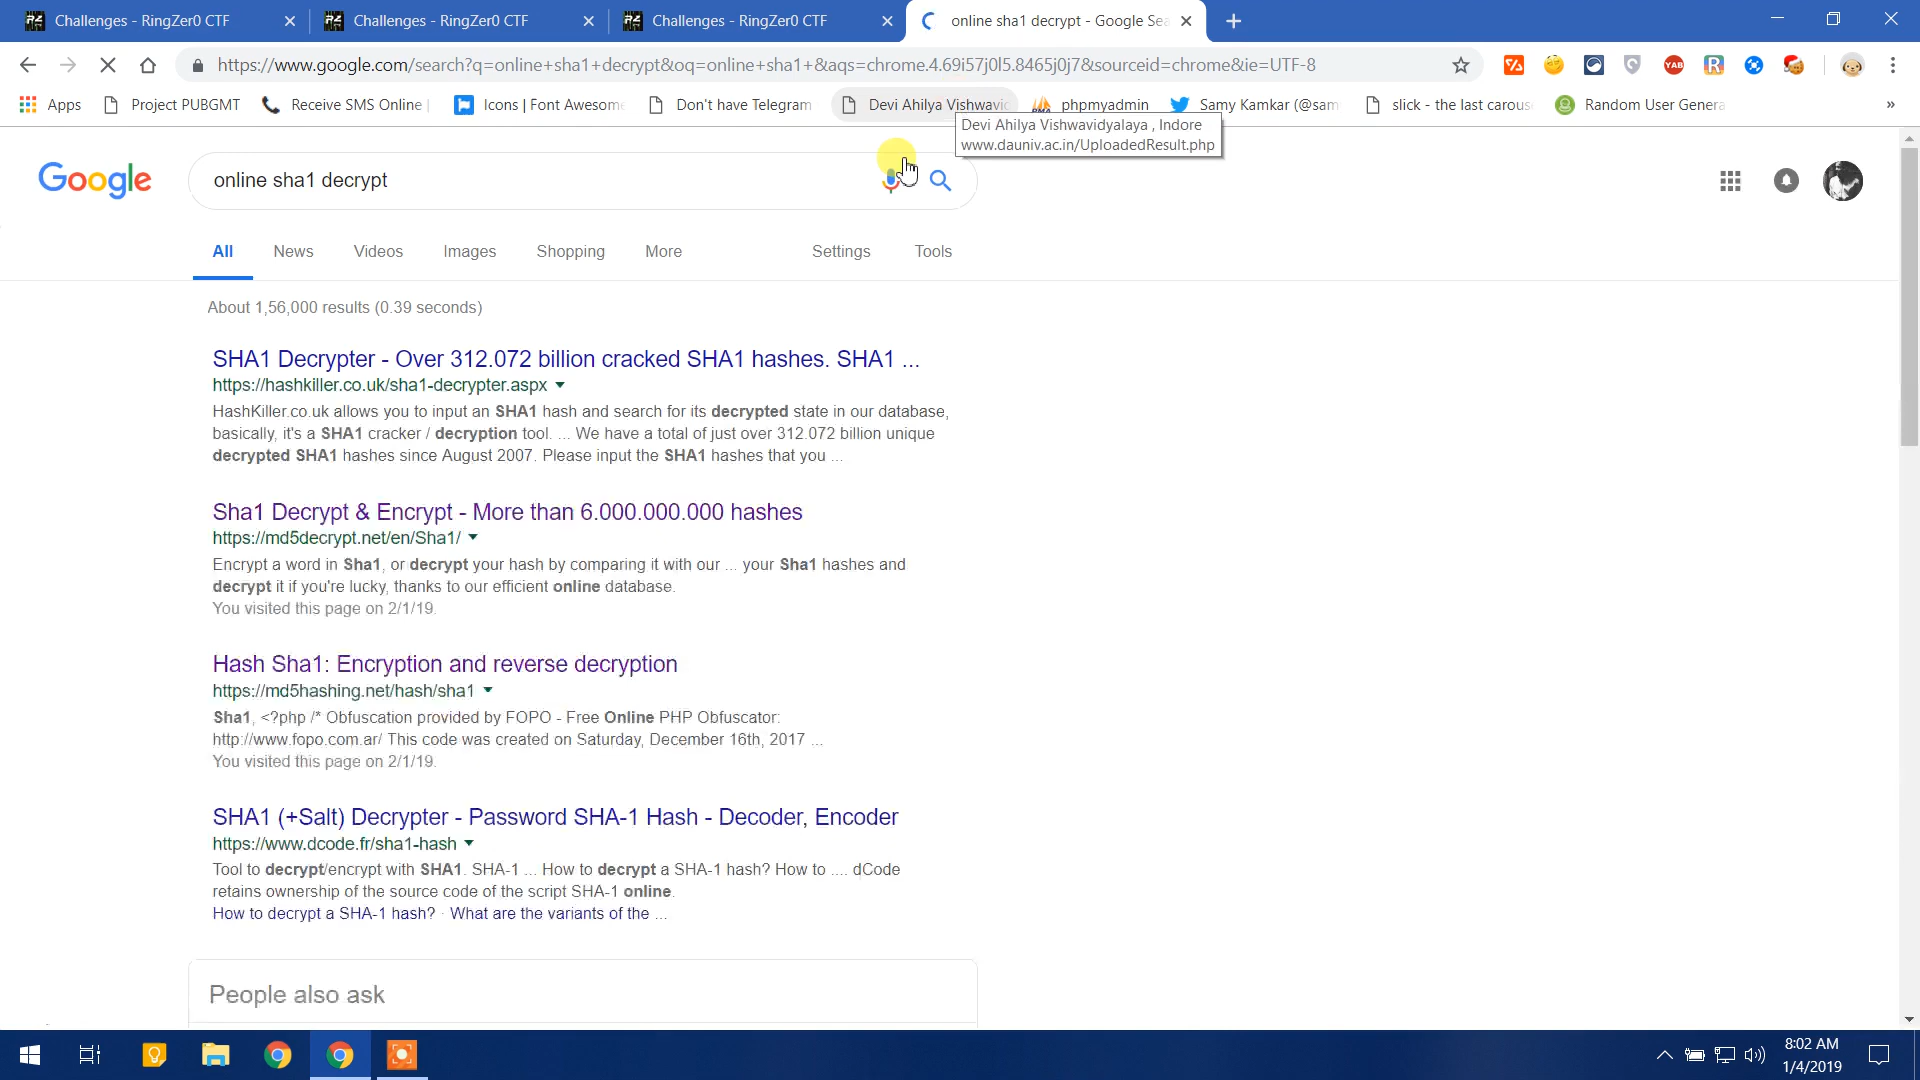 Challenges - RingZer0 CTF
Challenges - RingZer0 CTF
Challenges - RingZer0 CTF
online sha1 decrypt - Google Sea
https://www.google.com/search?q=online+sha1+decrypt&oq=online+sha1+&aqs=chrome.4.69i57j0l5.8465j0j7&sourceid=chrome&ie=UTF-8
YAB
R
Apps
Project PUBGMT
Receive SMS Online |
Icons | Font Awesome
Don't have Telegram
Devi Ahilya Vishwavid
phpmyadmin
Samy Kamkar (@sam
slick - the last carous
Random User Genera
»
Devi Ahilya Vishwavidyalaya , Indore
www.dauniv.ac.in/UploadedResult.php
Google
online sha1 decrypt
All
News
Videos
Images
Shopping
More
Settings
Tools
About 1,56,000 results (0.39 seconds)
SHA1 Decrypter - Over 312.072 billion cracked SHA1 hashes. SHA1 ...
https://hashkiller.co.uk/sha1-decrypter.aspx
HashKiller.co.uk allows you to input an SHA1 hash and search for its decrypted state in our database,
basically, it's a SHA1 cracker / decryption tool. ... We have a total of just over 312.072 billion unique
decrypted SHA1 hashes since August 2007. Please input the SHA1 hashes that you ...
Sha1 Decrypt & Encrypt - More than 6.000.000.000 hashes
https://md5decrypt.net/en/Sha1/
Encrypt a word in Sha1, or decrypt your hash by comparing it with our ... your Sha1 hashes and
decrypt it if you're lucky, thanks to our efficient online database.
You visited this page on 2/1/19.
Hash Sha1: Encryption and reverse decryption
https://md5hashing.net/hash/sha1
Sha1, <?php /* Obfuscation provided by FOPO - Free Online PHP Obfuscator:
http://www.fopo.com.ar/ This code was created on Saturday, December 16th, 2017 ...
You visited this page on 2/1/19.
SHA1 (+Salt) Decrypter - Password SHA-1 Hash - Decoder, Encoder
https://www.dcode.fr/sha1-hash
Tool to decrypt/encrypt with SHA1. SHA-1 ... How to decrypt a SHA-1 hash? How to .... dCode
retains ownership of the source code of the script SHA-1 online.
How to decrypt a SHA-1 hash? · What are the variants of the ...
People also ask
8:02 AM
1/4/2019